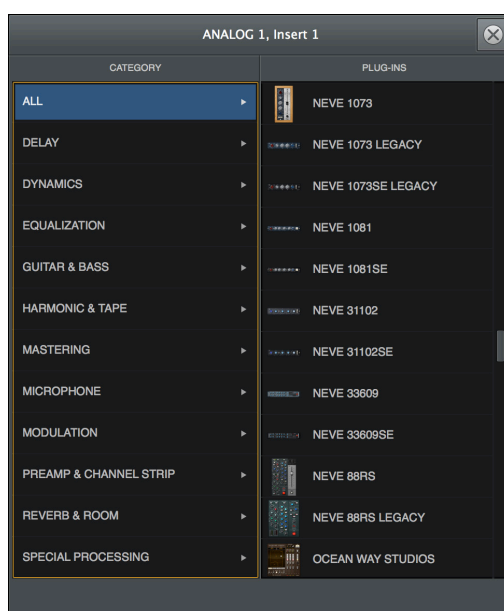 ANALOG 1, Insert 1
CATEGORY
PLUG-INS
ALL
DELAY
DYNAMICS
EQUALIZATION
GUITAR & BASS
HARMONIC & TAPE
MASTERING
MICROPHONE
MODULATION
PREAMP & CHANNEL STRIP
REVERB & ROOM
SPECIAL PROCESSING
NEVE 1073
NEVE 1073 LEGACY
NEVE 1073SE LEGACY
NEVE 1081
NEVE 1081SE
NEVE 31102
NEVE 31102SE
NEVE 33609
NEVE 33609SE
NEVE 88RS
NEVE 88RS LEGACY
OCEAN WAY STUDIOS